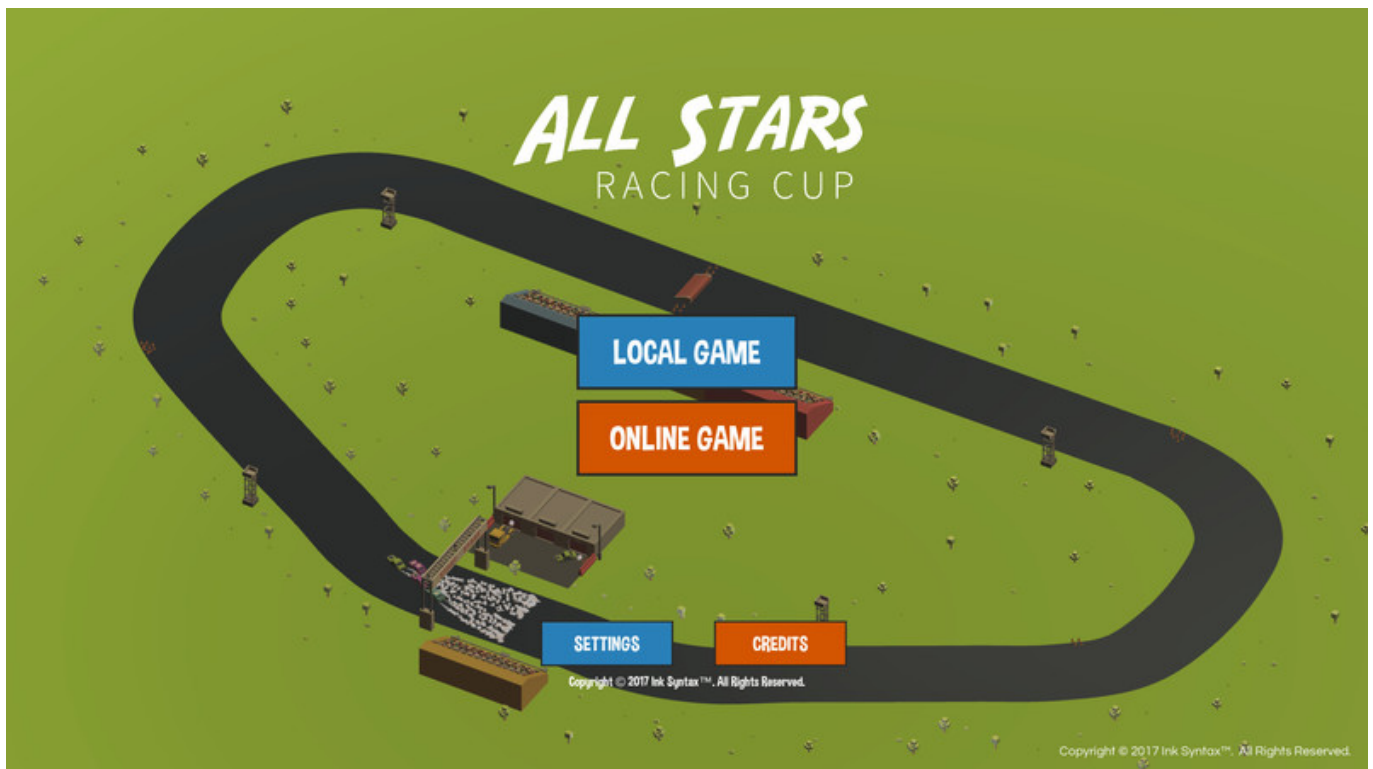 ALL STARS
RACING CUP
LOCAL GAME
ONLINE GAME
SETTINGS
CREDITS
Copyright © 2017 Ink Syntax™. All Rights Reserved.
Copyright © 2017 Ink Syntax™. All Rights Reserved.